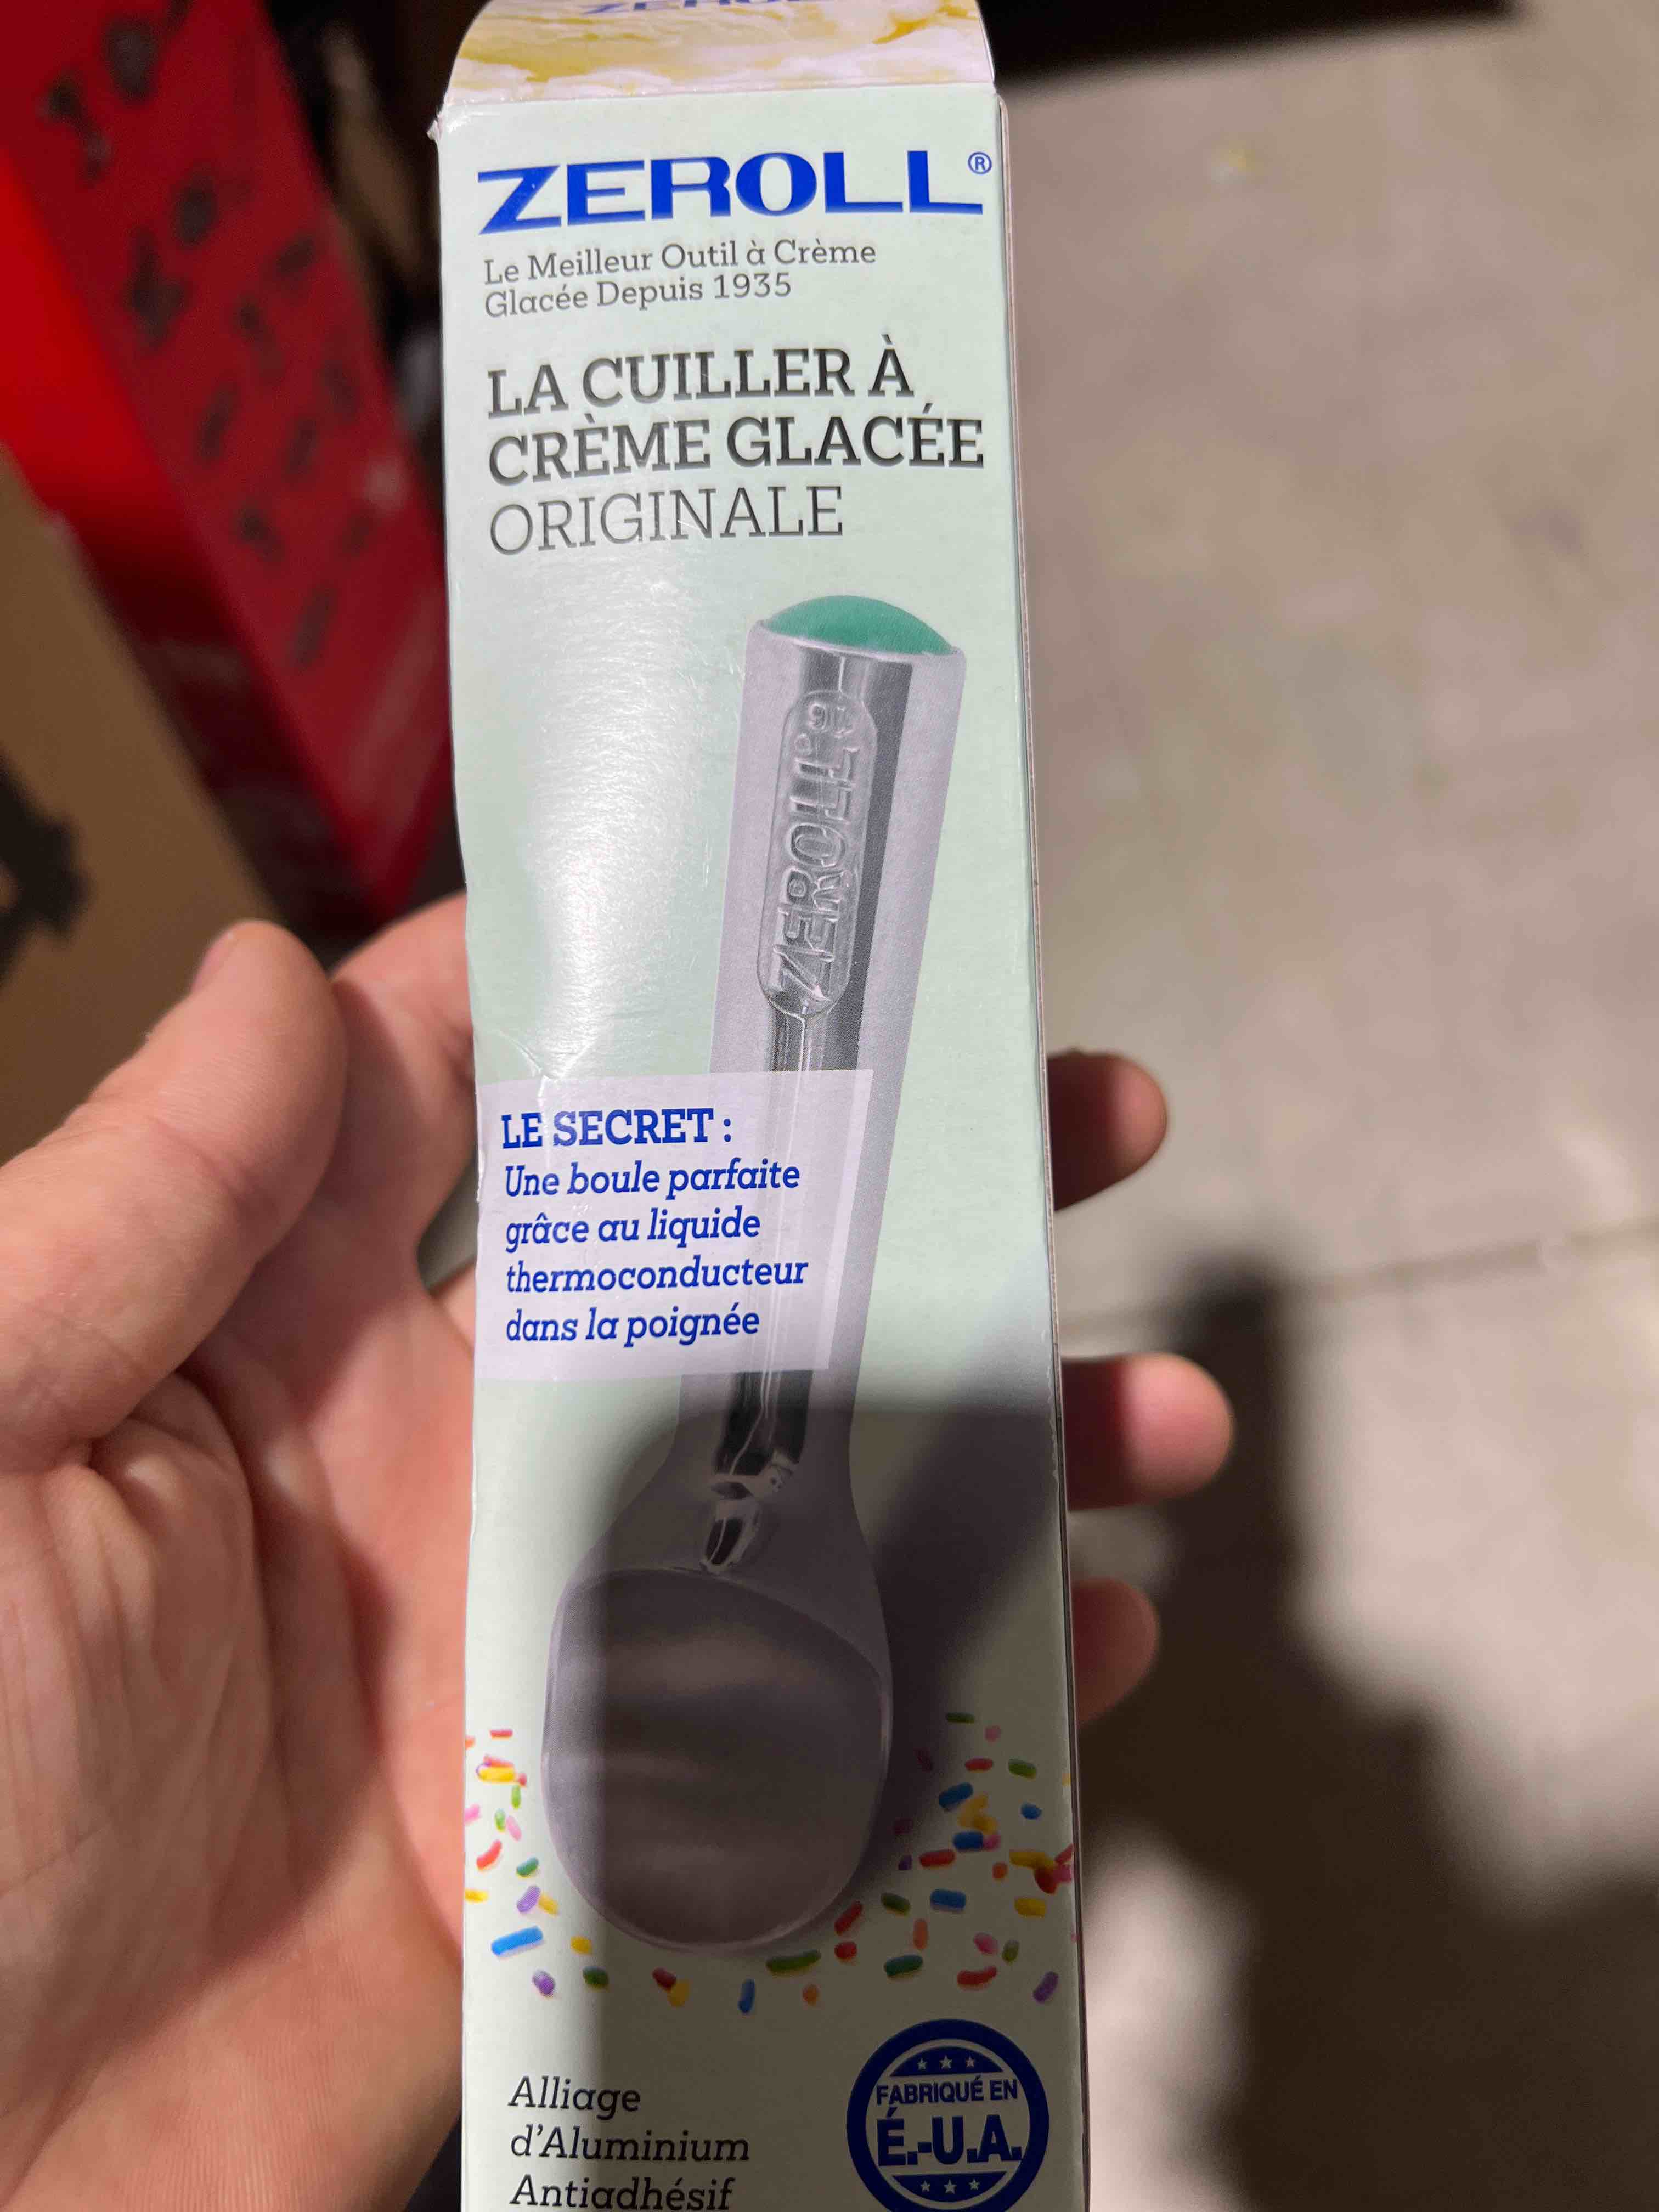 ZEROLL®
Le Meilleur Outil à Crème
Glacée Depuis 1935
LA CUILLER À
CRÈME GLACÉE
ORIGINALE
ZEROLL®
LE SECRET :
Une boule parfaite
grâce au liquide
thermoconducteur
dans la poignée
Alliage
d'Aluminium
Antiadhésif
FABRIQUÉ EN
É.-U.A.